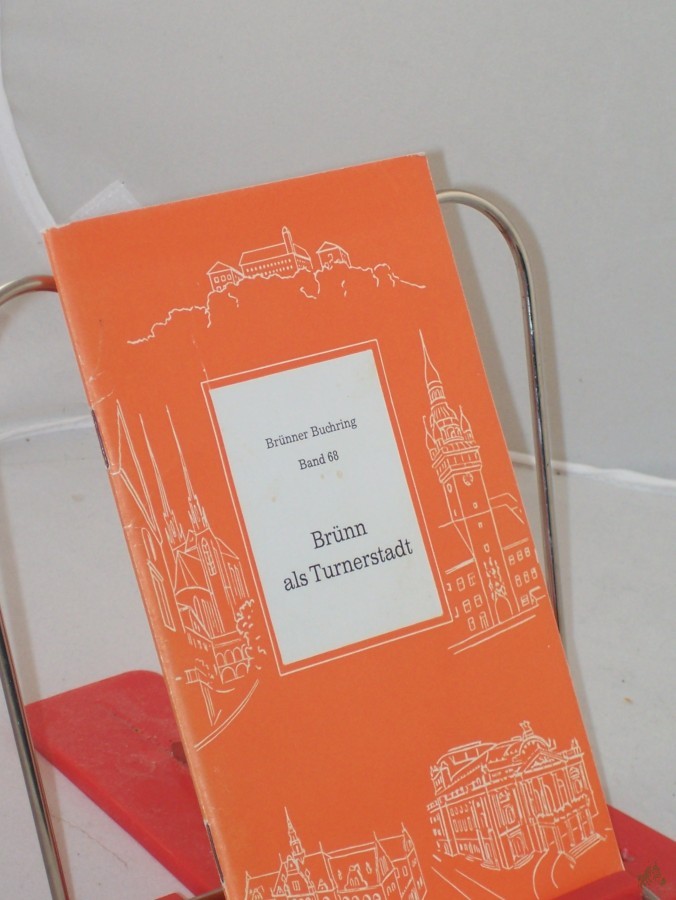 Brünner Buchring
Band 68
Brünn
als Turnerstadt